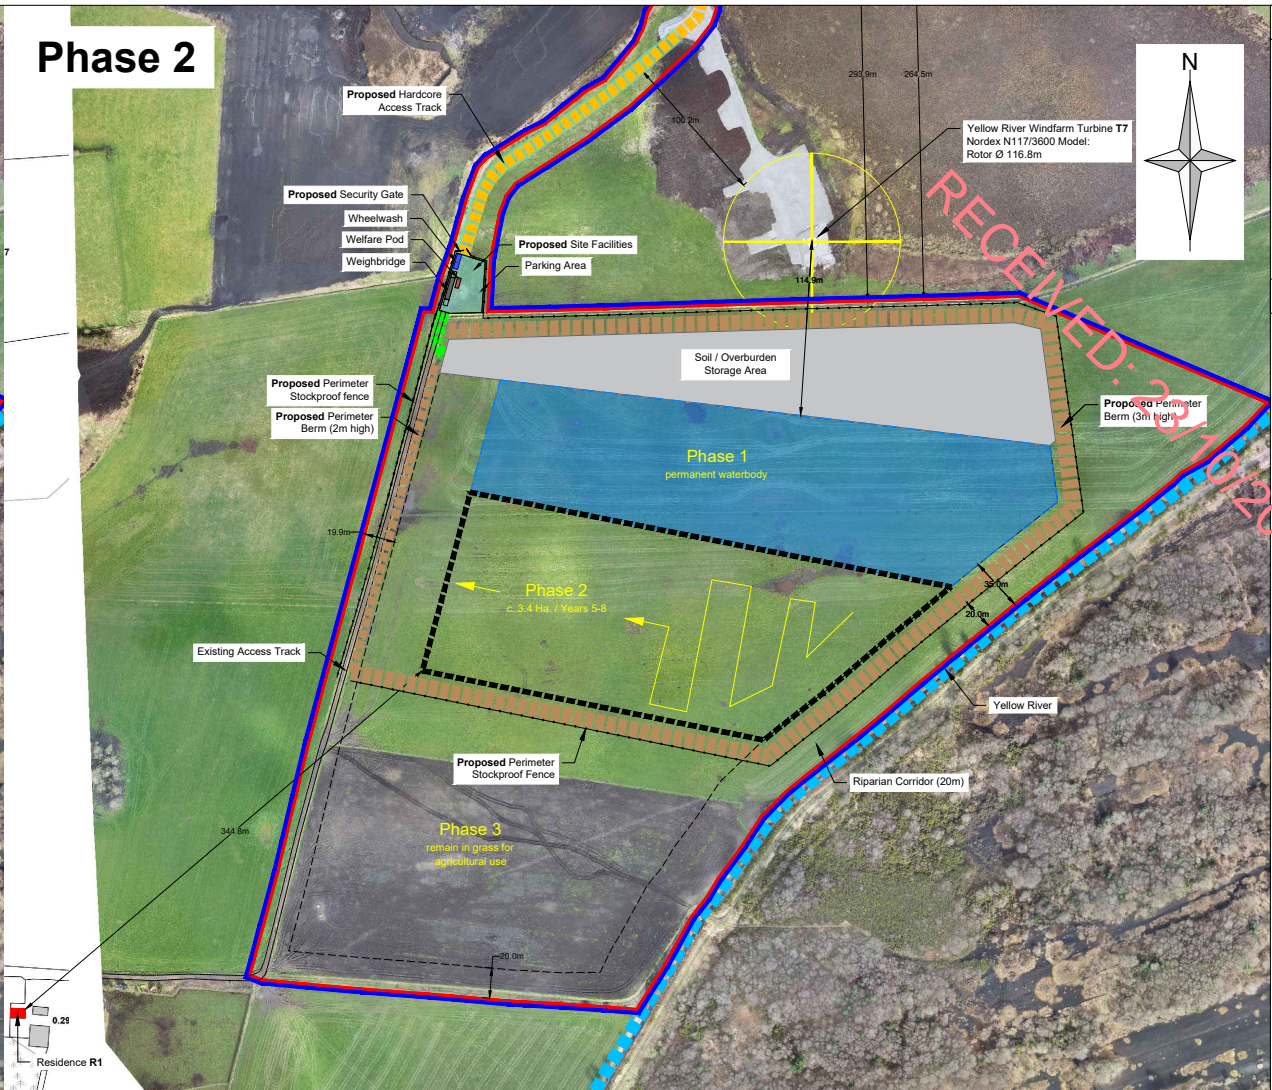 Phase 2
N
293.9m
264.5m
Proposed Hardcore
Access Track
100.2m
Yellow River Windfarm Turbine T7
Nordex N117/3600 Model:
Rotor Ø 116.8m
Proposed Security Gate
Wheelwash
Welfare Pod
Weighbridge
Proposed Site Facilities
Parking Area
7
114.9m
RECEIVED: 23/10/20
Soil / Overburden
Storage Area
Proposed Perimeter
Stockproof fence
Proposed Perimeter
Berm (2m high)
Proposed Perimeter
Berm (3m high)
Phase 1
permanent waterbody
19.9m
Phase 2
c. 3.4 Ha. / Years 5-8
35.0m
20.0m
Existing Access Track
Yellow River
Proposed Perimeter
Stockproof Fence
Riparian Corridor (20m)
Phase 3
remain in grass for
agricultural use
344.8m
20.0m
0.29
Residence R1